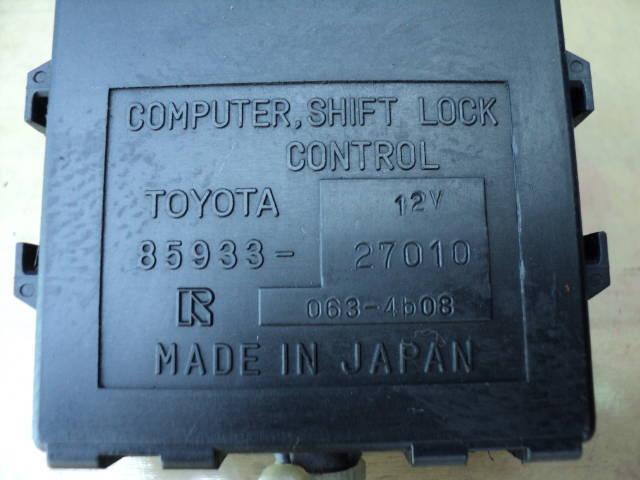 COMPUTER, SHIFT LOCK
CONTROL
TOYOTA 12V
85933- 27010
R 063-4b08
MADE IN JAPAN